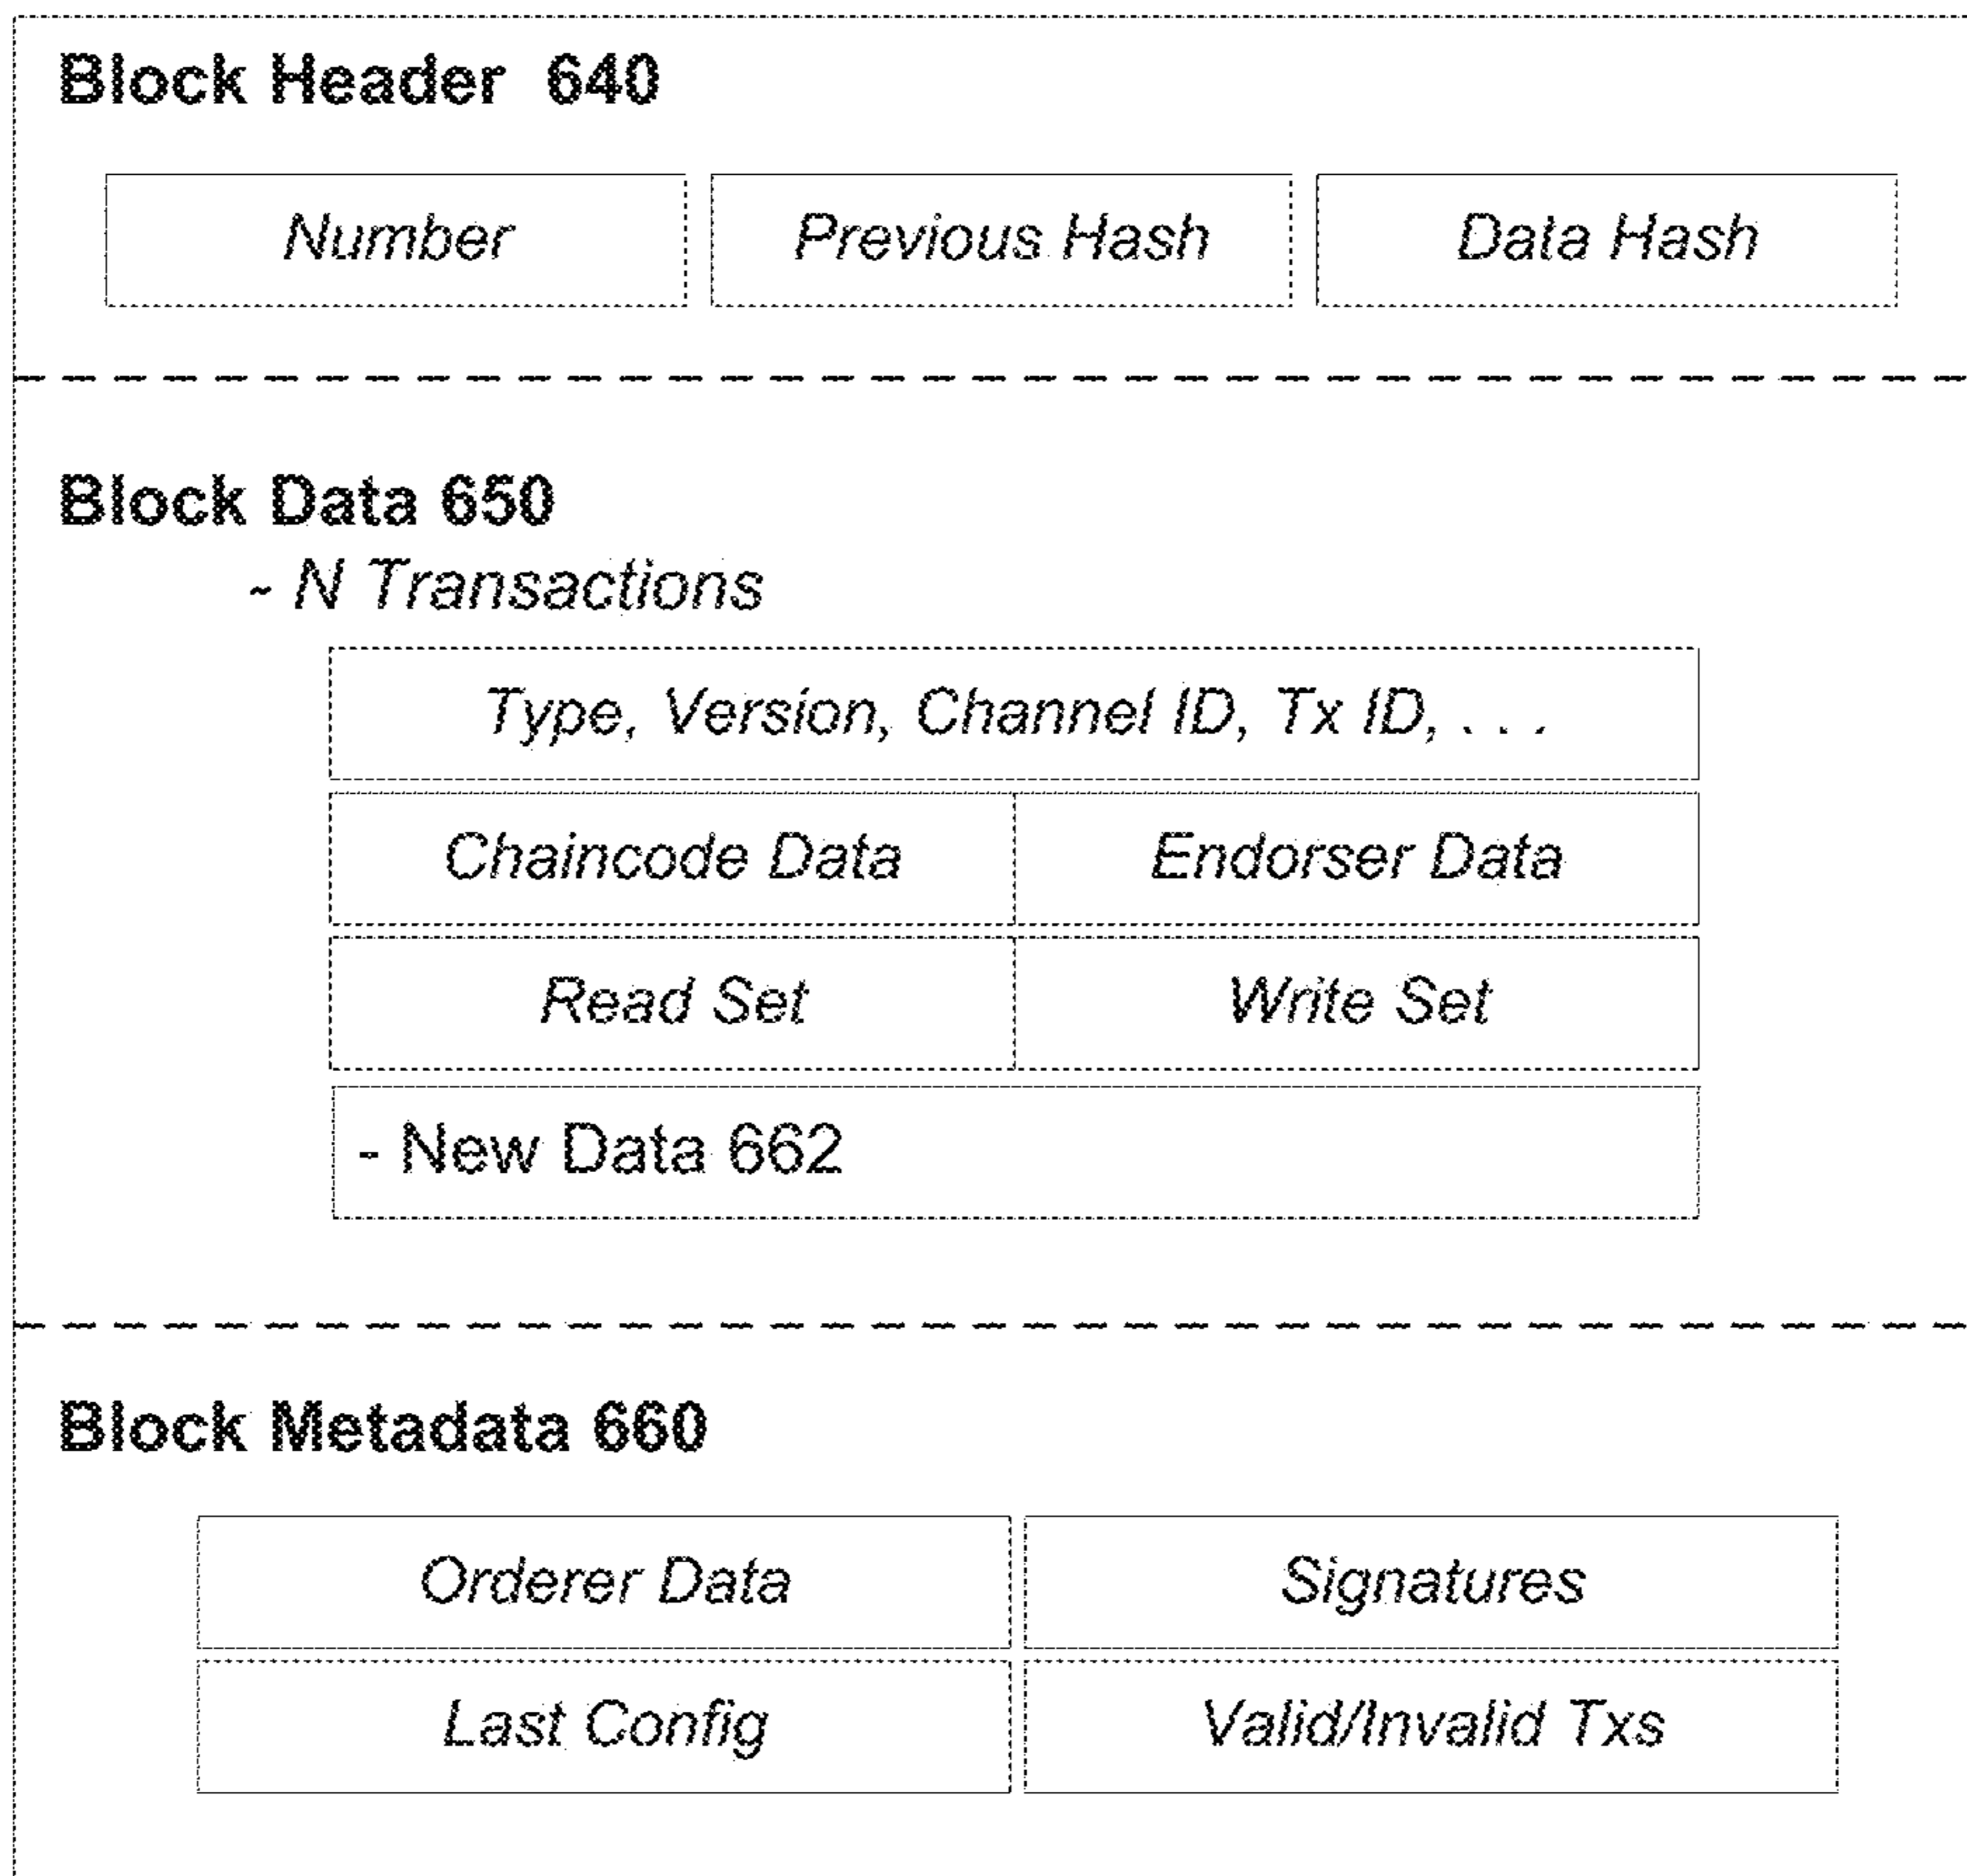 Block Header 640
Number Previous Hash Data Hash
Block Data 650
- N Transactions
Type, Version, Channel ID, Tx ID, . . .
Chaincode Data Endorser Data
Read Set Write Set
- New Data 662
Block Metadata 660
Orderer Data Signatures
Last Config Valid/Invalid Txs